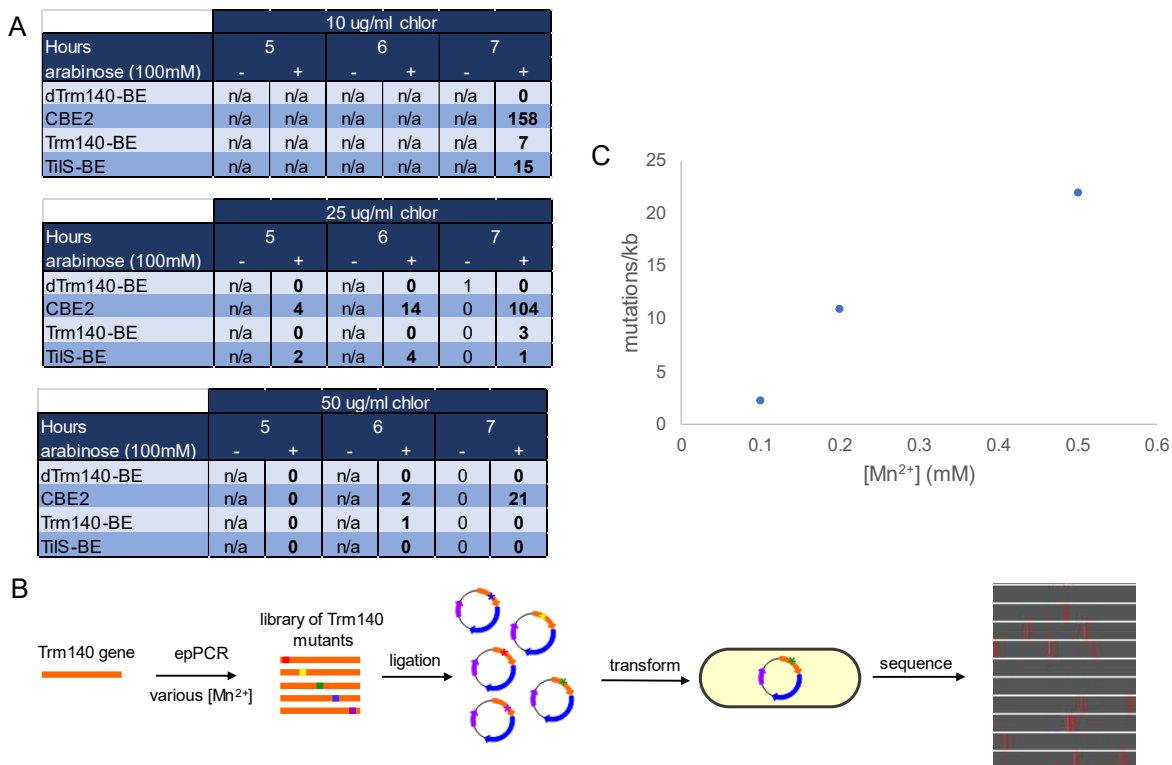 A
10 ug/ml chlor
Hours 5 6 7
arabinose (100mM) - + - + - +
dTrm140-BE n/a n/a n/a n/a n/a 0
CBE2 n/a n/a n/a n/a n/a 158
Trm140-BE n/a n/a n/a n/a n/a 7
TilS-BE n/a n/a n/a n/a n/a 15
25 ug/ml chlor
Hours 5 6 7
arabinose (100mM) - + - + - +
dTrm140-BE n/a 0 n/a 0 1 0
CBE2 n/a 4 n/a 14 0 104
Trm140-BE n/a 0 n/a 0 0 3
TilS-BE n/a 2 n/a 4 0 1
50 ug/ml chlor
Hours 5 6 7
arabinose (100mM) - + - + - +
dTrm140-BE n/a 0 n/a 0 0 0
CBE2 n/a 0 n/a 2 0 21
Trm140-BE n/a 0 n/a 1 0 0
TilS-BE n/a 0 n/a 0 0 0
C
mutations/kb
25
20
15
10
5
0
0 0.1 0.2 0.3 0.4 0.5 0.6
[Mn²⁺] (mM)
B
Trm140 gene
epPCR
various [Mn²⁺]
library of Trm140
mutants
ligation
transform
sequence